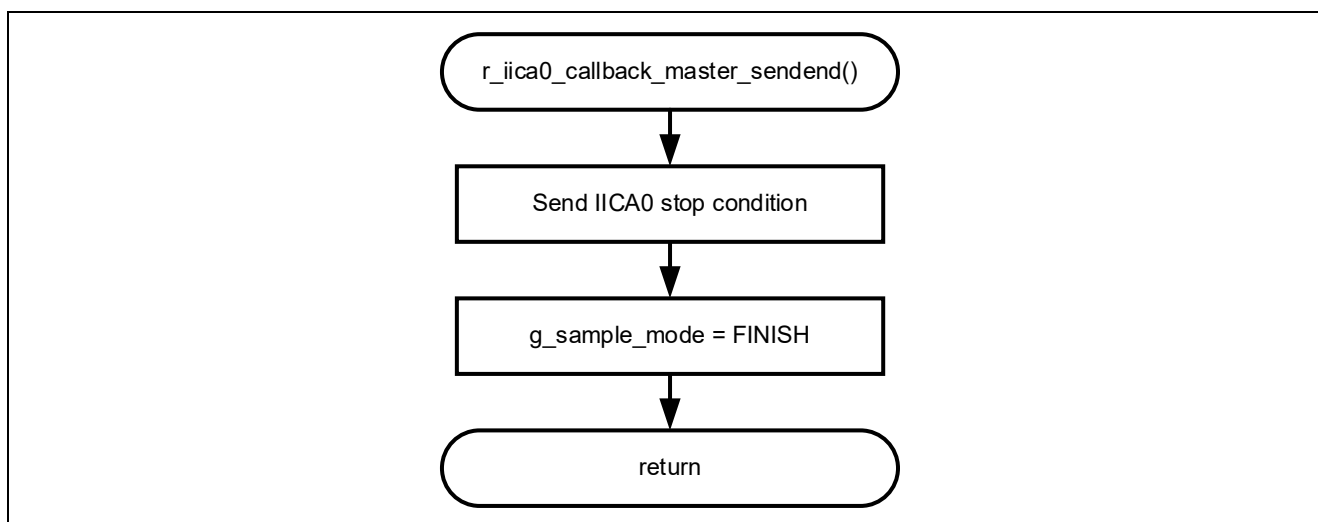 r_iica0_callback_master_sendend()
Send IICA0 stop condition
g_sample_mode = FINISH
return